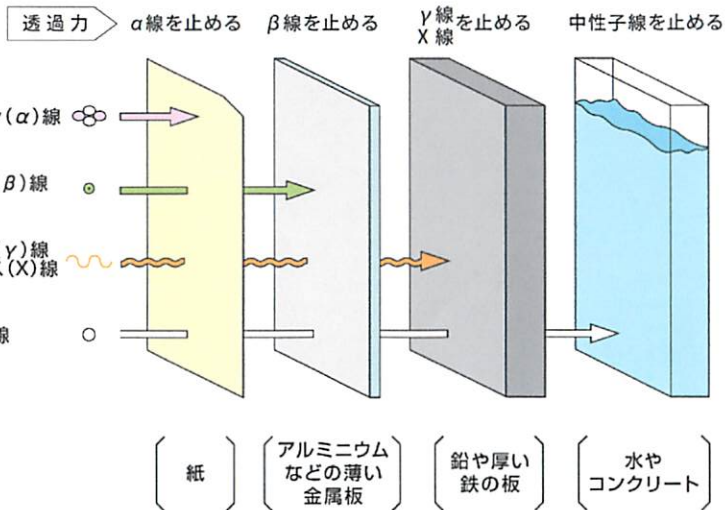 透過力
α線を止める
β線を止める
γ線
X線
を止める
中性子線を止める
(α)線
β)線
γ)線
(X)線
線
紙
アルミニウム
などの薄い
金属板
鉛や厚い
鉄の板
水や
コンクリート